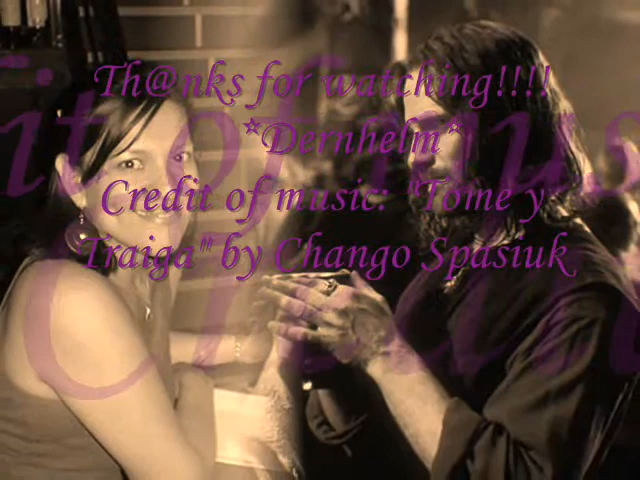 Th@nks for watching!!!!
*Dernhelm*
Credit of music: "Tome y
Traiga" by Chango Spasiuk